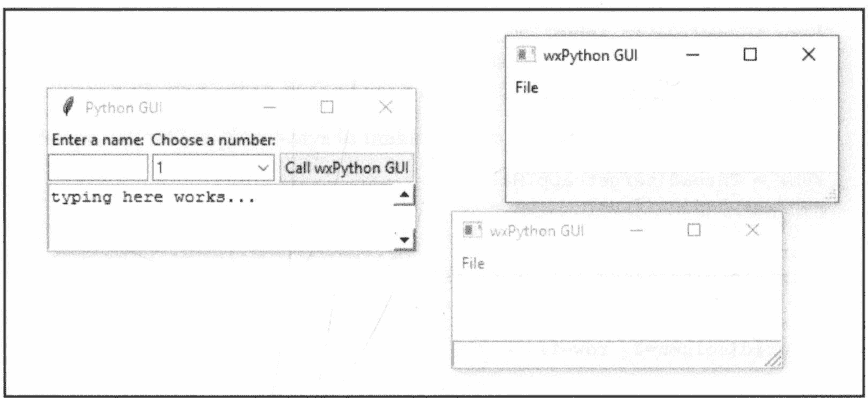 Python GUI
Enter a name: Choose a number:
1
Call wxPython GUI
typing here works...
wxPython GUI
File
wxPython GUI
File